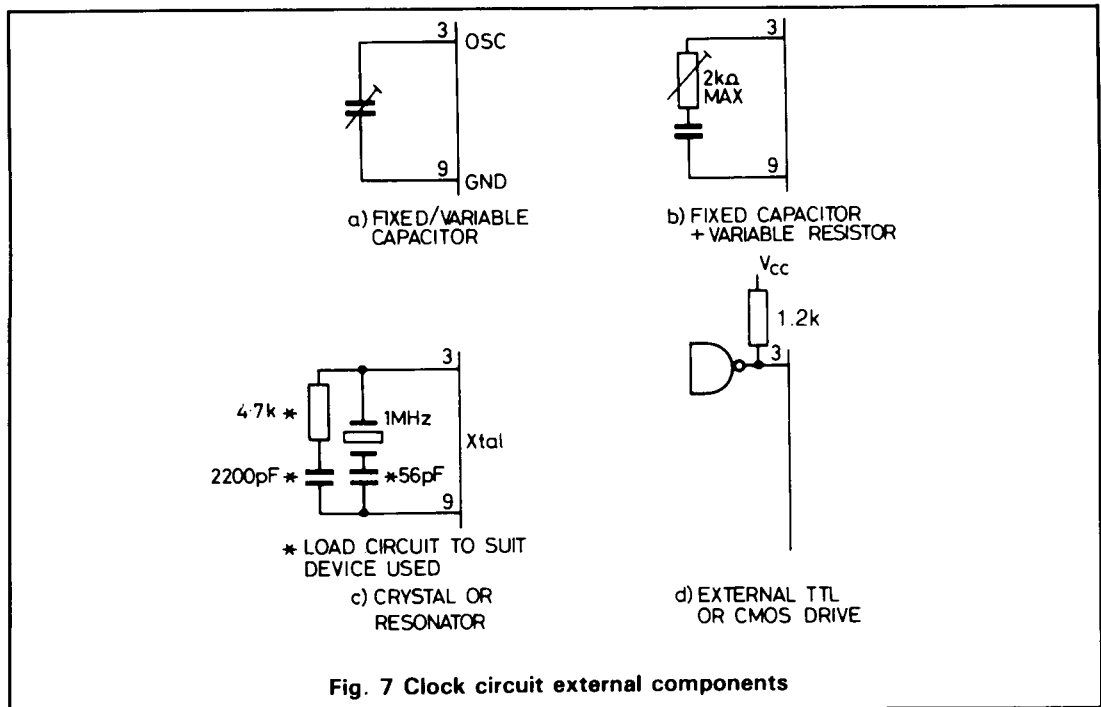 3
OSC
9
GND
a) FIXED/VARIABLE
CAPACITOR
3
2kΩ
MAX
9
b) FIXED CAPACITOR
+ VARIABLE RESISTOR
3
4·7k *
1MHz
Xtal
2200pF *
*56pF
9
* LOAD CIRCUIT TO SUIT
DEVICE USED
c) CRYSTAL OR
RESONATOR
VCC
1.2k
3
d) EXTERNAL TTL
OR CMOS DRIVE
Fig. 7 Clock circuit external components